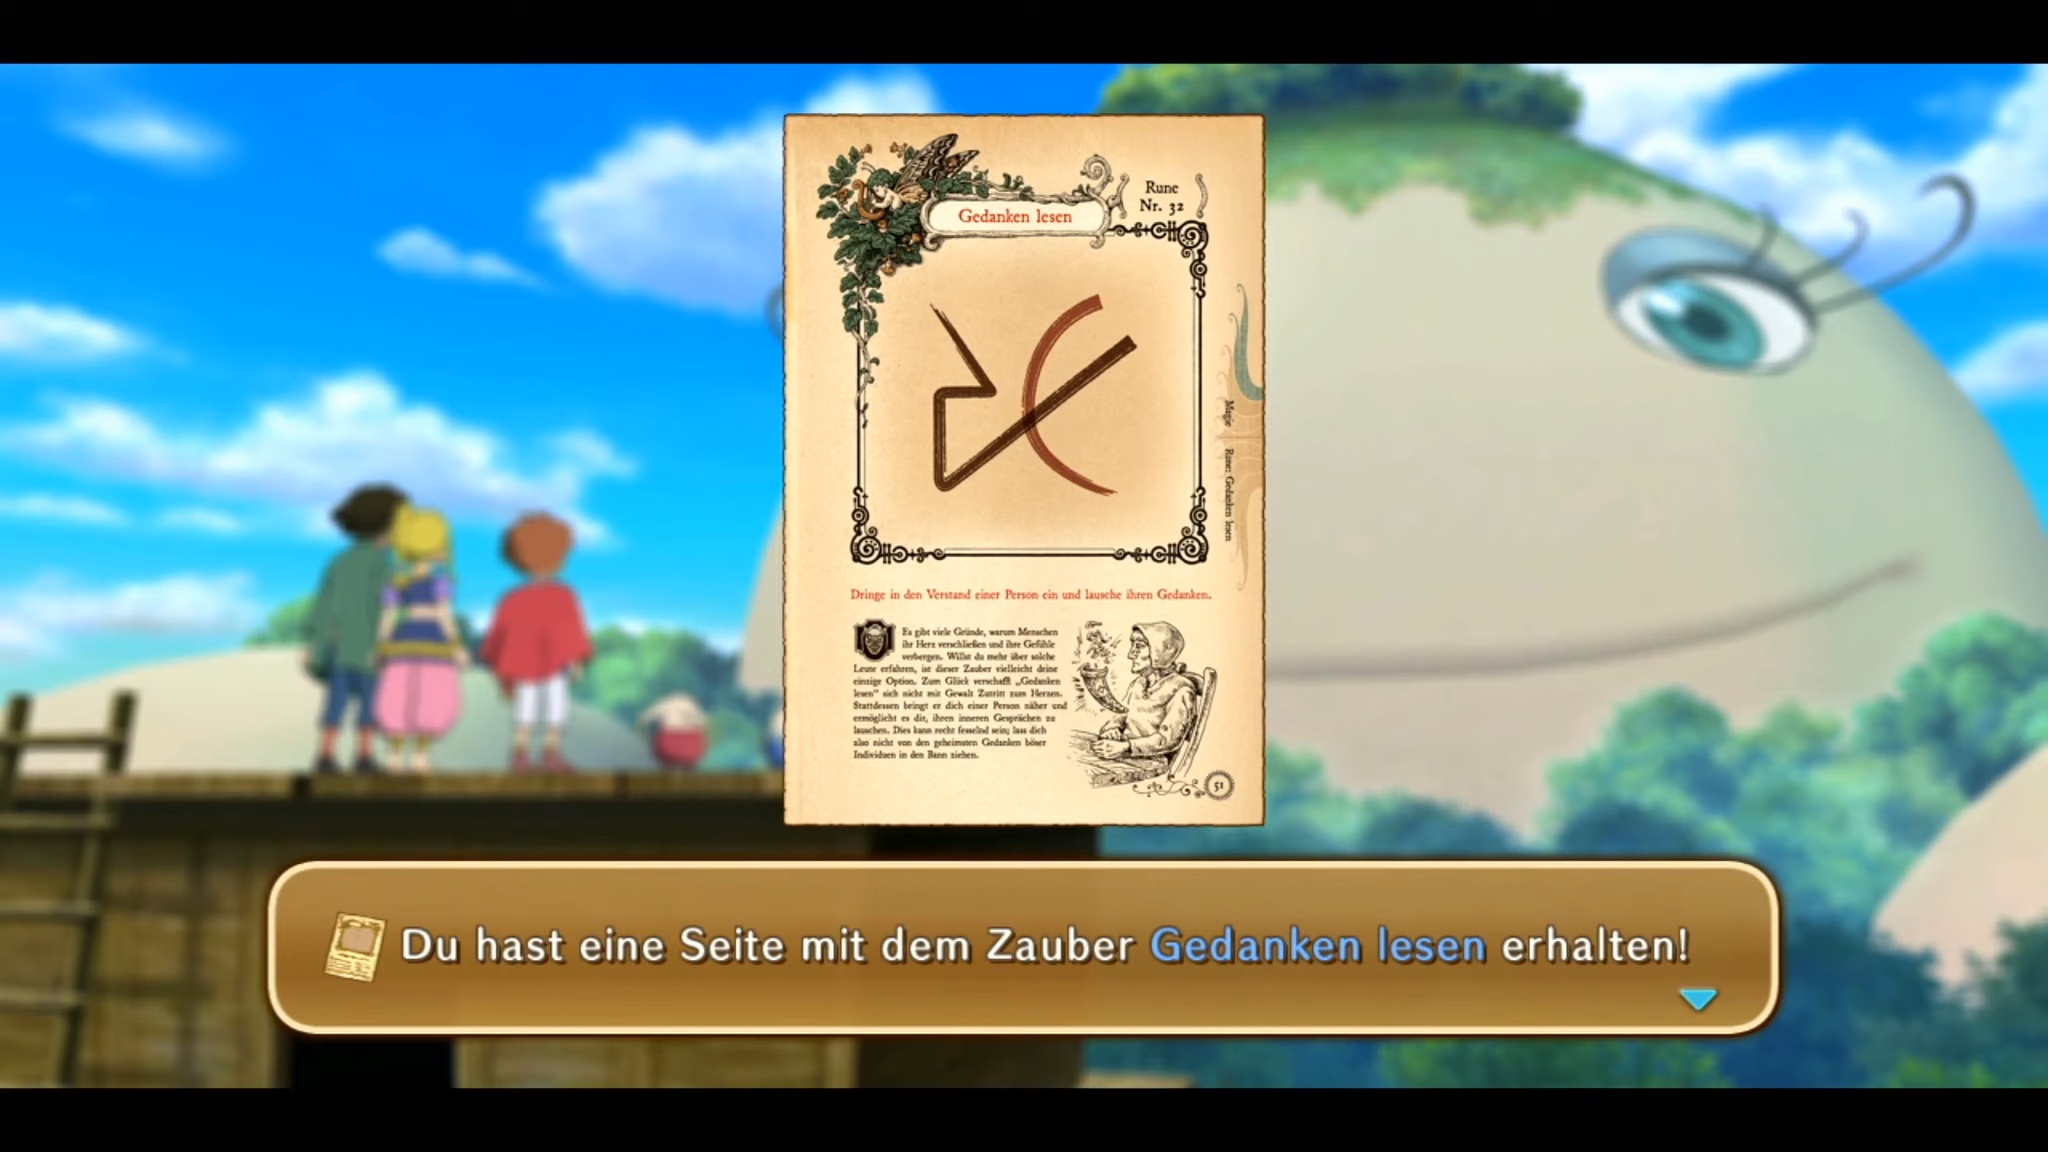 Gedanken lesen
Rune
Nr. 32
Magie
Rune: Gedanken lesen
Dringe in den Verstand einer Person ein und lausche ihren Gedanken.
Es gibt viele Gründe, warum Menschen
ihr Herz verschließen und ihre Gefühle
verbergen. Willst du mehr über solche
Leute erfahren, ist dieser Zauber vielleicht deine
einzige Option. Zum Glück verschafft „Gedanken
lesen“ sich nicht mit Gewalt Zutritt zum Herzen.
Stattdessen bringt er dich einer Person näher und
ermöglicht es dir, ihren inneren Gesprächen zu
lauschen. Dies kann recht fesselnd sein; lass dich
also nicht von den geheimsten Gedanken böser
Individuen in den Bann ziehen.
51
Du hast eine Seite mit dem Zauber Gedanken lesen erhalten!